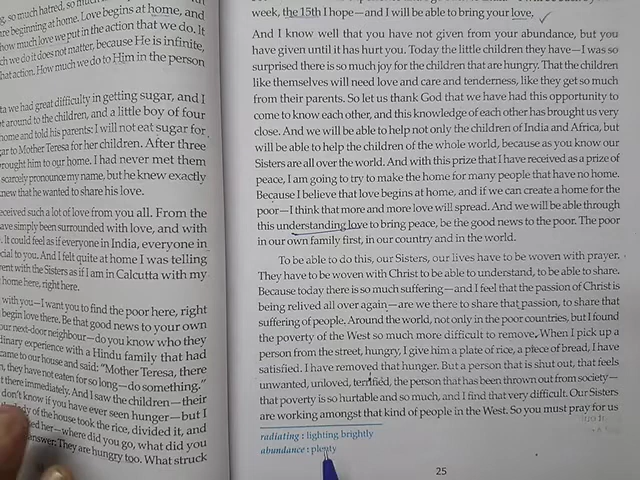 g, so much hatred, so much
are beginning at home. Love begins at home, and
how much love we put in the action that we do. It
ch we do it does not matter, because He is infinite,
hat action. How much we do to Him in the person
ta we had great difficulty in getting sugar, and I
et around to the children, and a little boy of four
home and told his parents: I will not eat sugar for
gar to Mother Teresa for her children. After three
rought him to our home. I had never met them
scarcely pronounce my name, but he knew exactly
new that he wanted to share his love.
eceived such a lot of love from you all. From the
ave simply been surrounded with love, and with
. It could feel as if everyone in India, everyone in
cial to you. And I felt quite at home I was telling
ent with the Sisters as if I am in Calcutta with my
home here, right here.
with you—I want you to find the poor here, right
begin love there. Be that good news to your own
our next-door neighbour—do you know who they
dinary experience with a Hindu family that had
came to our house and said: "Mother Teresa, there
n, they have not eaten for so long—do something."
t there immediately. And I saw the children—their
don't know if you have ever seen hunger—but I
dy of the house took the rice, divided it, and
ed her—where did you go, what did you
answer: They are hungry too. What struck
week, the 15th I hope—and I will be able to bring your love,
And I know well that you have not given from your abundance, but you
have given until it has hurt you. Today the little children they have—I was so
surprised there is so much joy for the children that are hungry. That the children
like themselves will need love and care and tenderness, like they get so much
from their parents. So let us thank God that we have had this opportunity to
come to know each other, and this knowledge of each other has brought us very
close. And we will be able to help not only the children of India and Africa, but
will be able to help the children of the whole world, because as you know our
Sisters are all over the world. And with this prize that I have received as a prize of
peace, I am going to try to make the home for many people that have no home.
Because I believe that love begins at home, and if we can create a home for the
poor—I think that more and more love will spread. And we will be able through
this understanding love to bring peace, be the good news to the poor. The poor
in our own family first, in our country and in the world.
To be able to do this, our Sisters, our lives have to be woven with prayer.
They have to be woven with Christ to be able to understand, to be able to share.
Because today there is so much suffering—and I feel that the passion of Christ is
being relived all over again—are we there to share that passion, to share that
suffering of people. Around the world, not only in the poor countries, but I found
the poverty of the West so much more difficult to remove. When I pick up a
person from the street, hungry, I give him a plate of rice, a piece of bread, I have
satisfied. I have removed that hunger. But a person that is shut out, that feels
unwanted, unloved, terrified, the person that has been thrown out from society—
that poverty is so hurtable and so much, and I find that very difficult. Our Sisters
are working amongst that kind of people in the West. So you must pray for us
radiating : lighting brightly
abundance : plenty
25